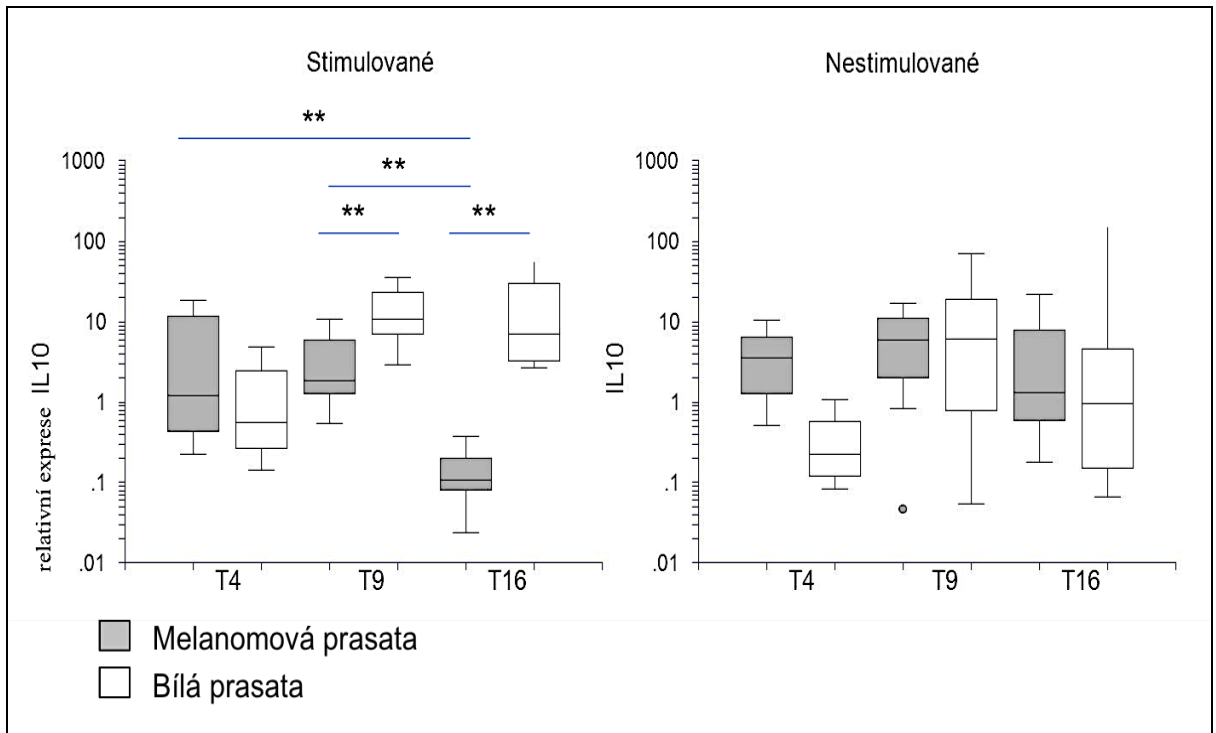 Stimulované
Nestimulované
**
**
**
**
1000
100
10
1
.1
.01
relativní exprese IL10
T4
T9
T16
1000
100
10
1
.1
.01
IL10
T4
T9
T16
Melanomová prasata
Bílá prasata